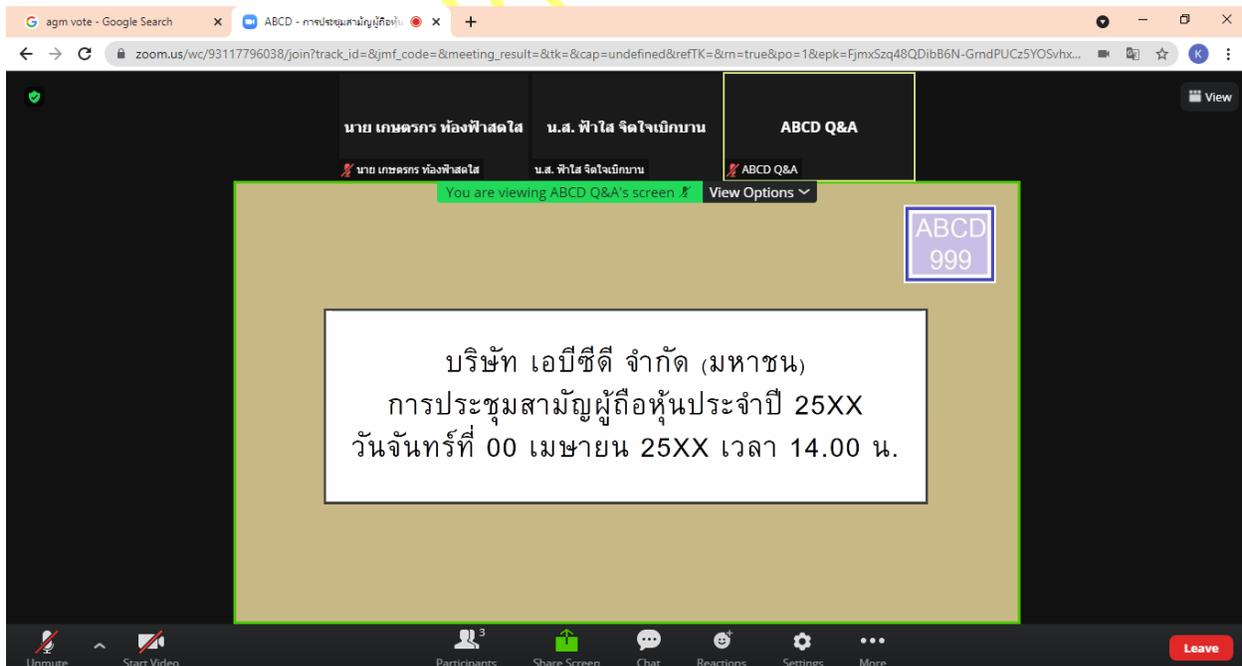 agm vote - Google Search
ABCD - การประชุมสามัญผู้ถือหุ้น
zoom.us/wc/93117796038/join?track_id=&jmf_code=&meeting_result=&tk=&cap=undefined&refTK=&rn=true&po=1&epk=FjmxSzq48QDibB6N-GrndPUCz5YOSvhx...
K
View
นาย เกษตรกร ท้องฟ้าสดใส
น.ส. ฟ้าใส จิตใจเบิกบาน
ABCD Q&A
นาย เกษตรกร ท้องฟ้าสดใส
น.ส. ฟ้าใส จิตใจเบิกบาน
ABCD Q&A
You are viewing ABCD Q&A's screen
View Options
ABCD
999
บริษัท เอบีซีดี จำกัด (มหาชน)
การประชุมสามัญผู้ถือหุ้นประจำปี 25XX
วันจันทร์ที่ 00 เมษายน 25XX เวลา 14.00 น.
3
Unmute
Start Video
Participants
Share Screen
Chat
Reactions
Settings
More
Leave